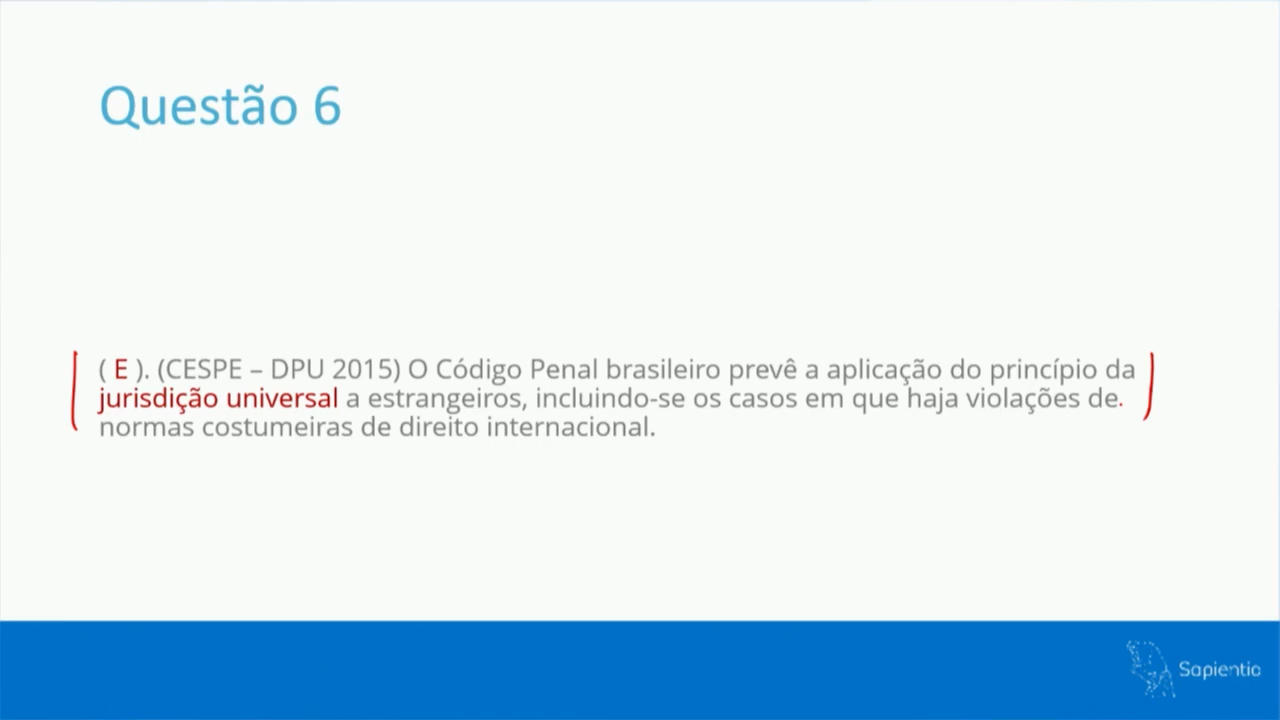 Questão 6
( E ). (CESPE – DPU 2015) O Código Penal brasileiro prevê a aplicação do princípio da
jurisdição universal a estrangeiros, incluindo-se os casos em que haja violações de.
normas costumeiras de direito internacional.
Sapientia